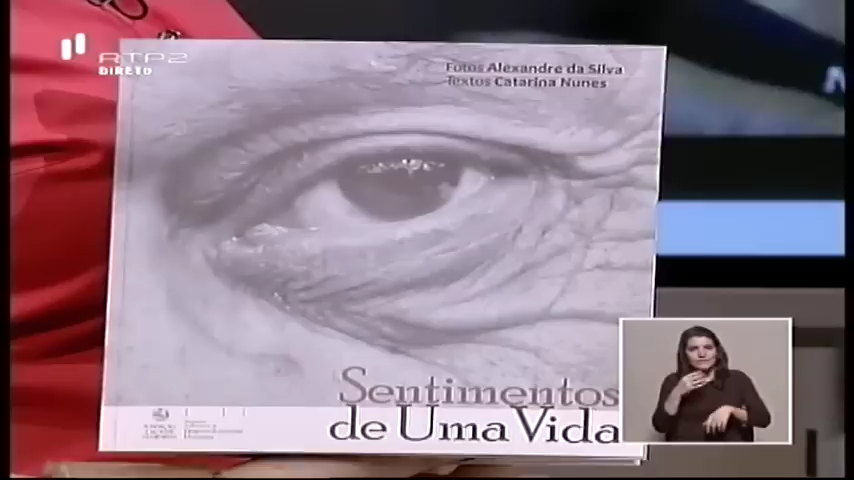 RTP2
DIRETO
Fotos Alexandre da Silva
Textos Catarina Nunes
Sentimentos
de Uma Vida